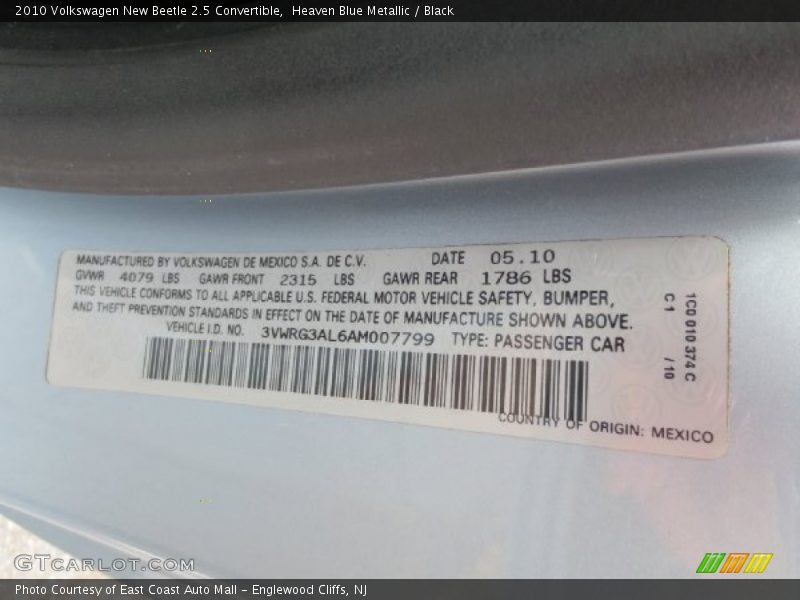 2010 Volkswagen New Beetle 2.5 Convertible,  Heaven Blue Metallic / Black
MANUFACTURED BY VOLKSWAGEN DE MEXICO S.A. DE C.V. DATE 05.10
GVWR 4079 LBS GAWR FRONT 2315 LBS GAWR REAR 1786 LBS
THIS VEHICLE CONFORMS TO ALL APPLICABLE U.S. FEDERAL MOTOR VEHICLE SAFETY, BUMPER,
AND THEFT PREVENTION STANDARDS IN EFFECT ON THE DATE OF MANUFACTURE SHOWN ABOVE.
VEHICLE I.D. NO. 3VWRG3AL6AM007799 TYPE: PASSENGER CAR
COUNTRY OF ORIGIN: MEXICO
1C0 010 374 C
C 1 / 10
GTCARLOT.COM
Photo Courtesy of East Coast Auto Mall – Englewood Cliffs, NJ